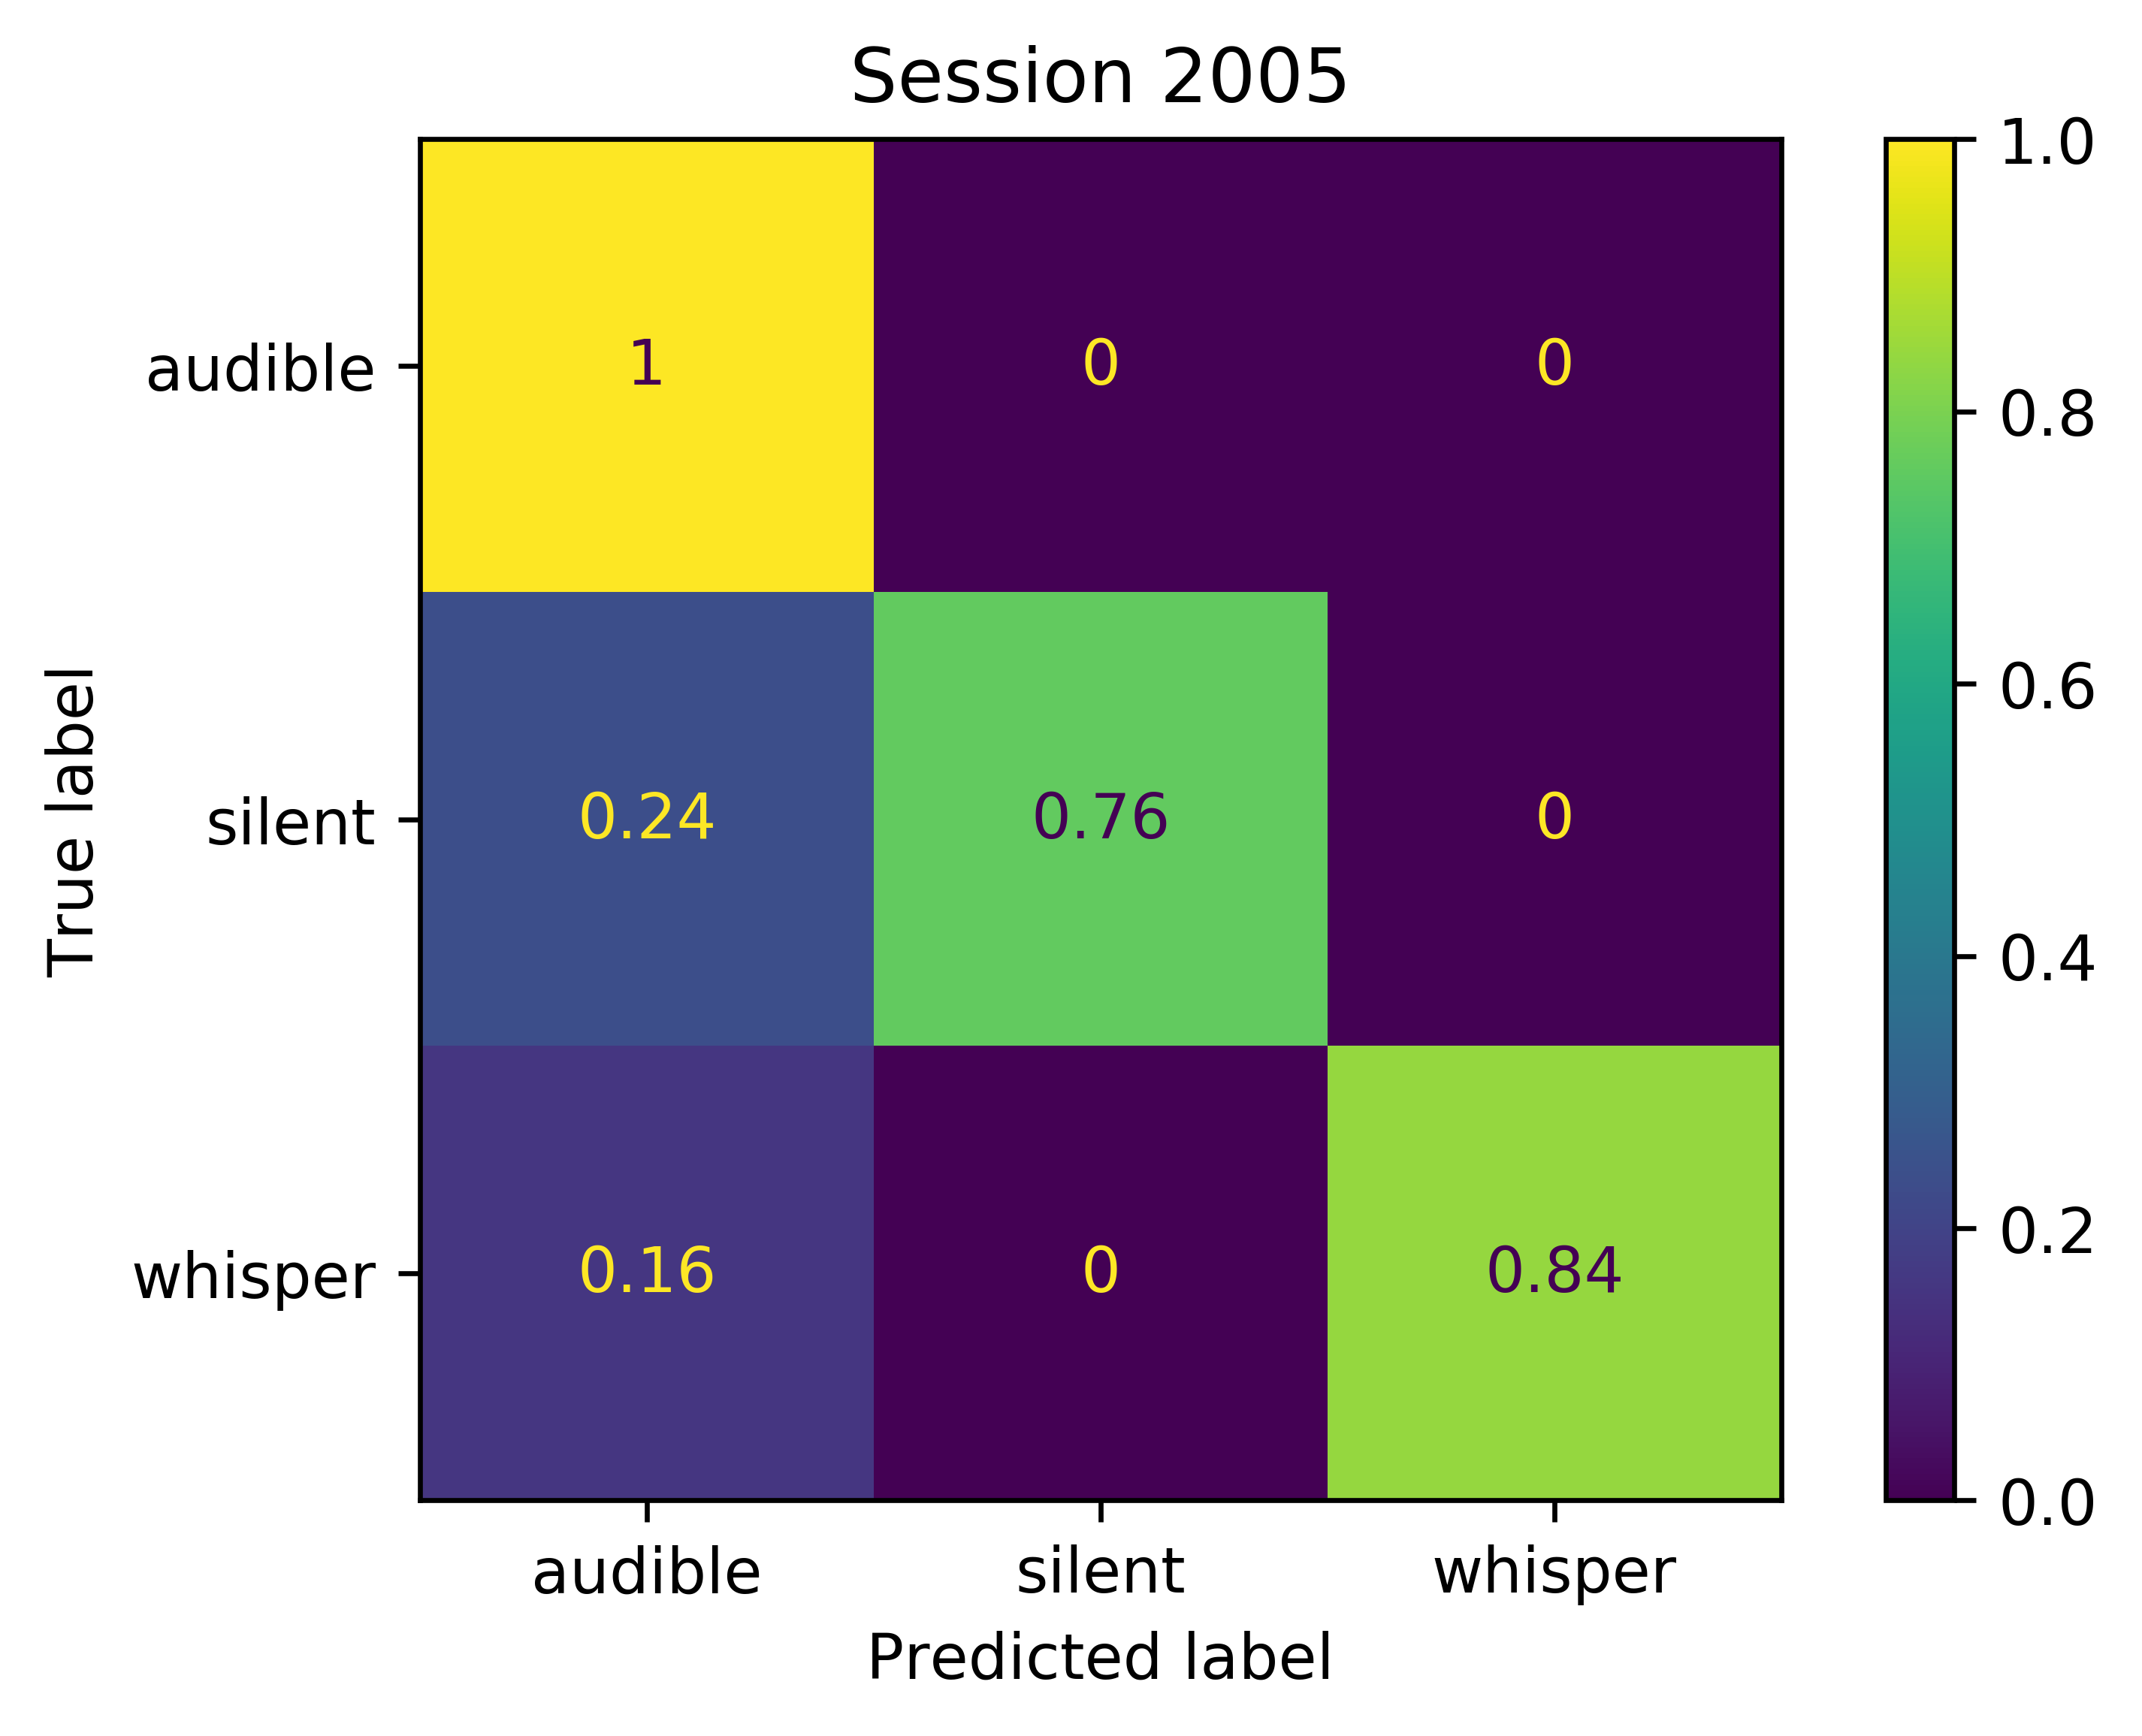 Session 2005
True label
audible
silent
whisper
1 0 0
0.24 0.76 0
0.16 0 0.84
audible silent whisper
Predicted label
1.0
0.8
0.6
0.4
0.2
0.0